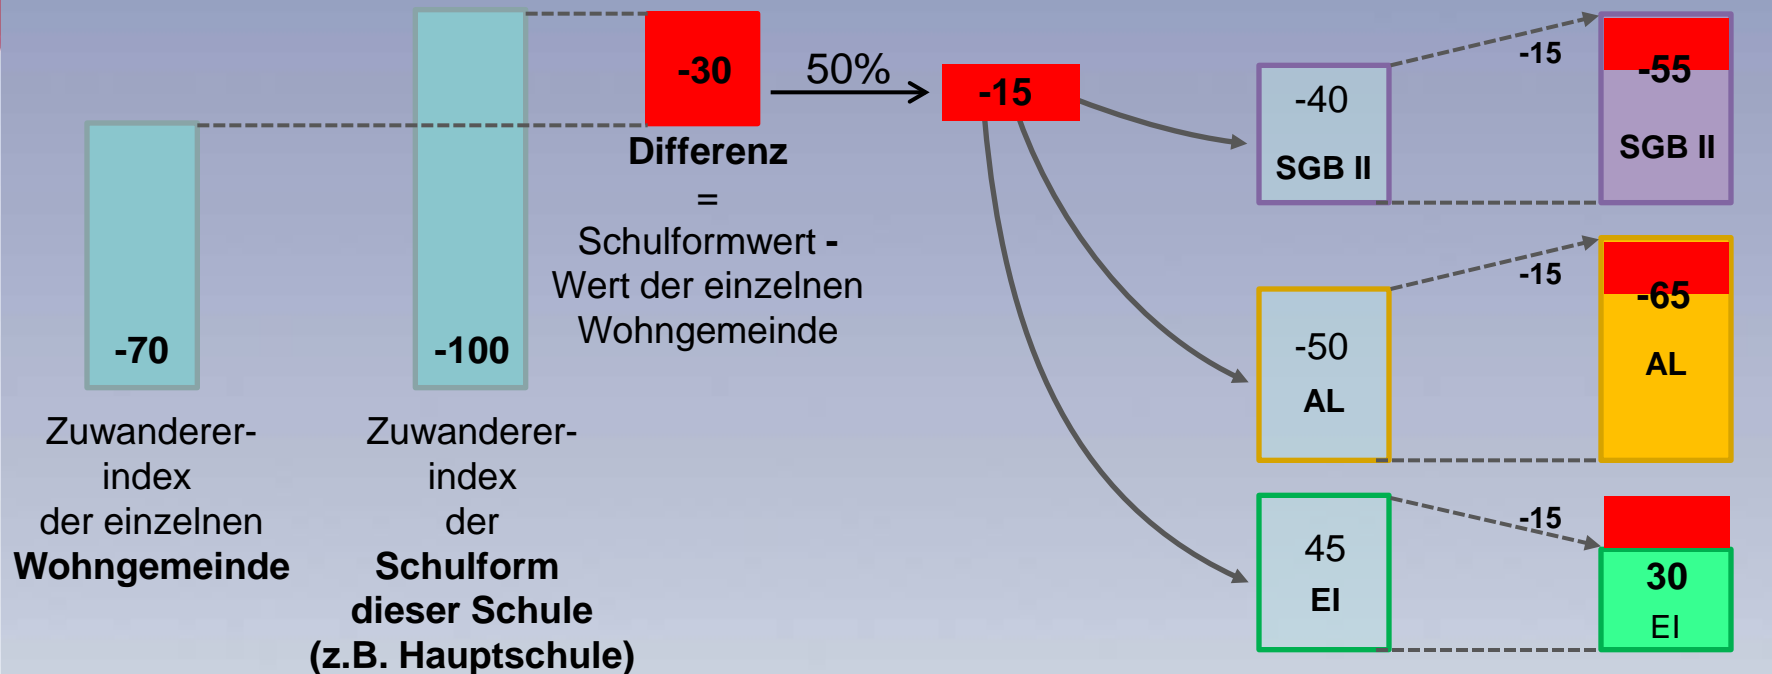 -70
Zuwanderer-
index
der einzelnen
Wohngemeinde
-100
Zuwanderer-
index
der
Schulform
dieser Schule
(z.B. Hauptschule)
-30
Differenz
=
Schulformwert -
Wert der einzelnen
Wohngemeinde
50%
-15
-40
SGB II
-15
-55
SGB II
-50
AL
-15
-65
AL
45
EI
-15
30
EI